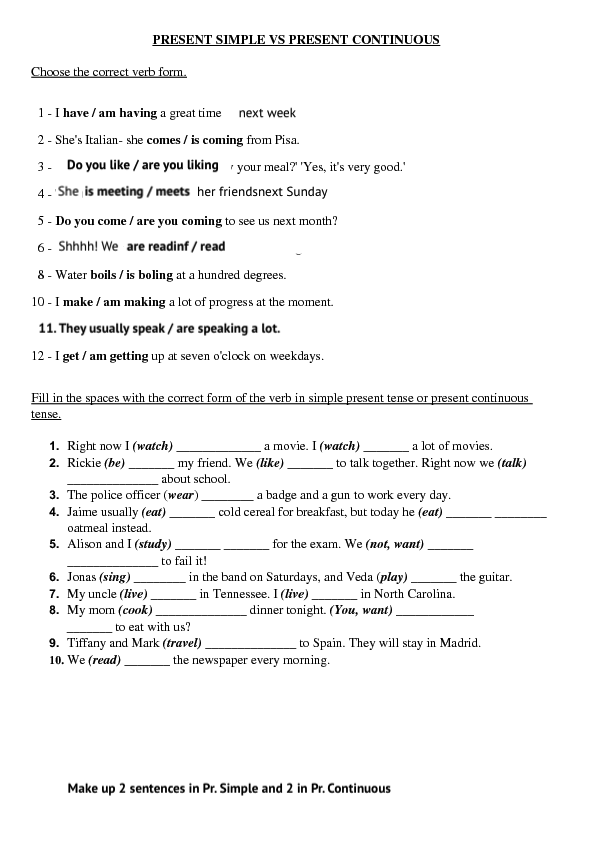 PRESENT SIMPLE VS PRESENT CONTINUOUS
Choose the correct verb form.
1 - I have / am having a great time next week
2 - She's Italian- she comes / is coming from Pisa.
3 - Do you like / are you liking your meal?' 'Yes, it's very good.'
4 - She is meeting / meets her friendsnext Sunday
5 - Do you come / are you coming to see us next month?
6 - Shhhh! We are readinf / read
8 - Water boils / is boling at a hundred degrees.
10 - I make / am making a lot of progress at the moment.
11. They usually speak / are speaking a lot.
12 - I get / am getting up at seven o'clock on weekdays.
Fill in the spaces with the correct form of the verb in simple present tense or present continuous
tense.
1. Right now I (watch) _____________ a movie. I (watch) _______ a lot of movies.
2. Rickie (be) _______ my friend. We (like) _______ to talk together. Right now we (talk)
______________ about school.
3. The police officer (wear) ________ a badge and a gun to work every day.
4. Jaime usually (eat) _______ cold cereal for breakfast, but today he (eat) _______ ________
oatmeal instead.
5. Alison and I (study) _______ _______ for the exam. We (not, want) _______
______________ to fail it!
6. Jonas (sing) ________ in the band on Saturdays, and Veda (play) _______ the guitar.
7. My uncle (live) _______ in Tennessee. I (live) _______ in North Carolina.
8. My mom (cook) ______________ dinner tonight. (You, want) ____________
_______ to eat with us?
9. Tiffany and Mark (travel) ______________ to Spain. They will stay in Madrid.
10. We (read) _______ the newspaper every morning.
Make up 2 sentences in Pr. Simple and 2 in Pr. Continuous